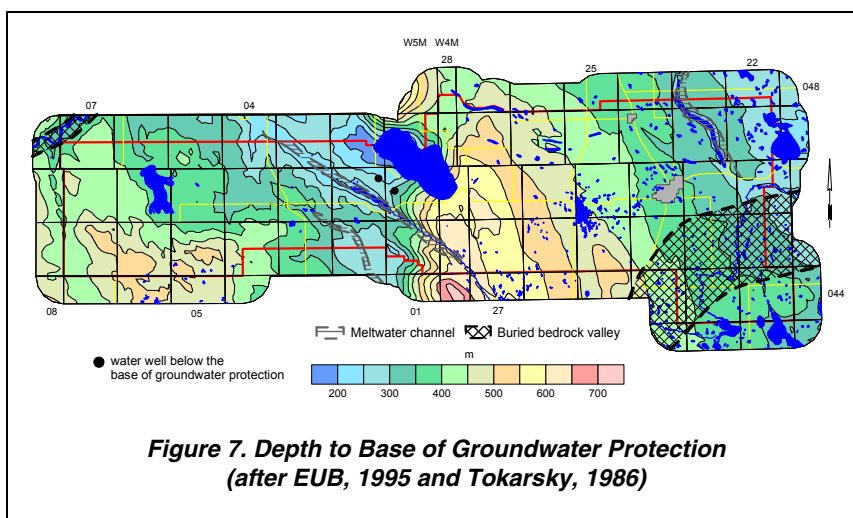 W5M W4M
28
25
22
048
07
04
08
05
01
27
044
Meltwater channel
Buried bedrock valley
water well below the
base of groundwater protection
m
200 300 400 500 600 700
Figure 7. Depth to Base of Groundwater Protection
(after EUB, 1995 and Tokarsky, 1986)